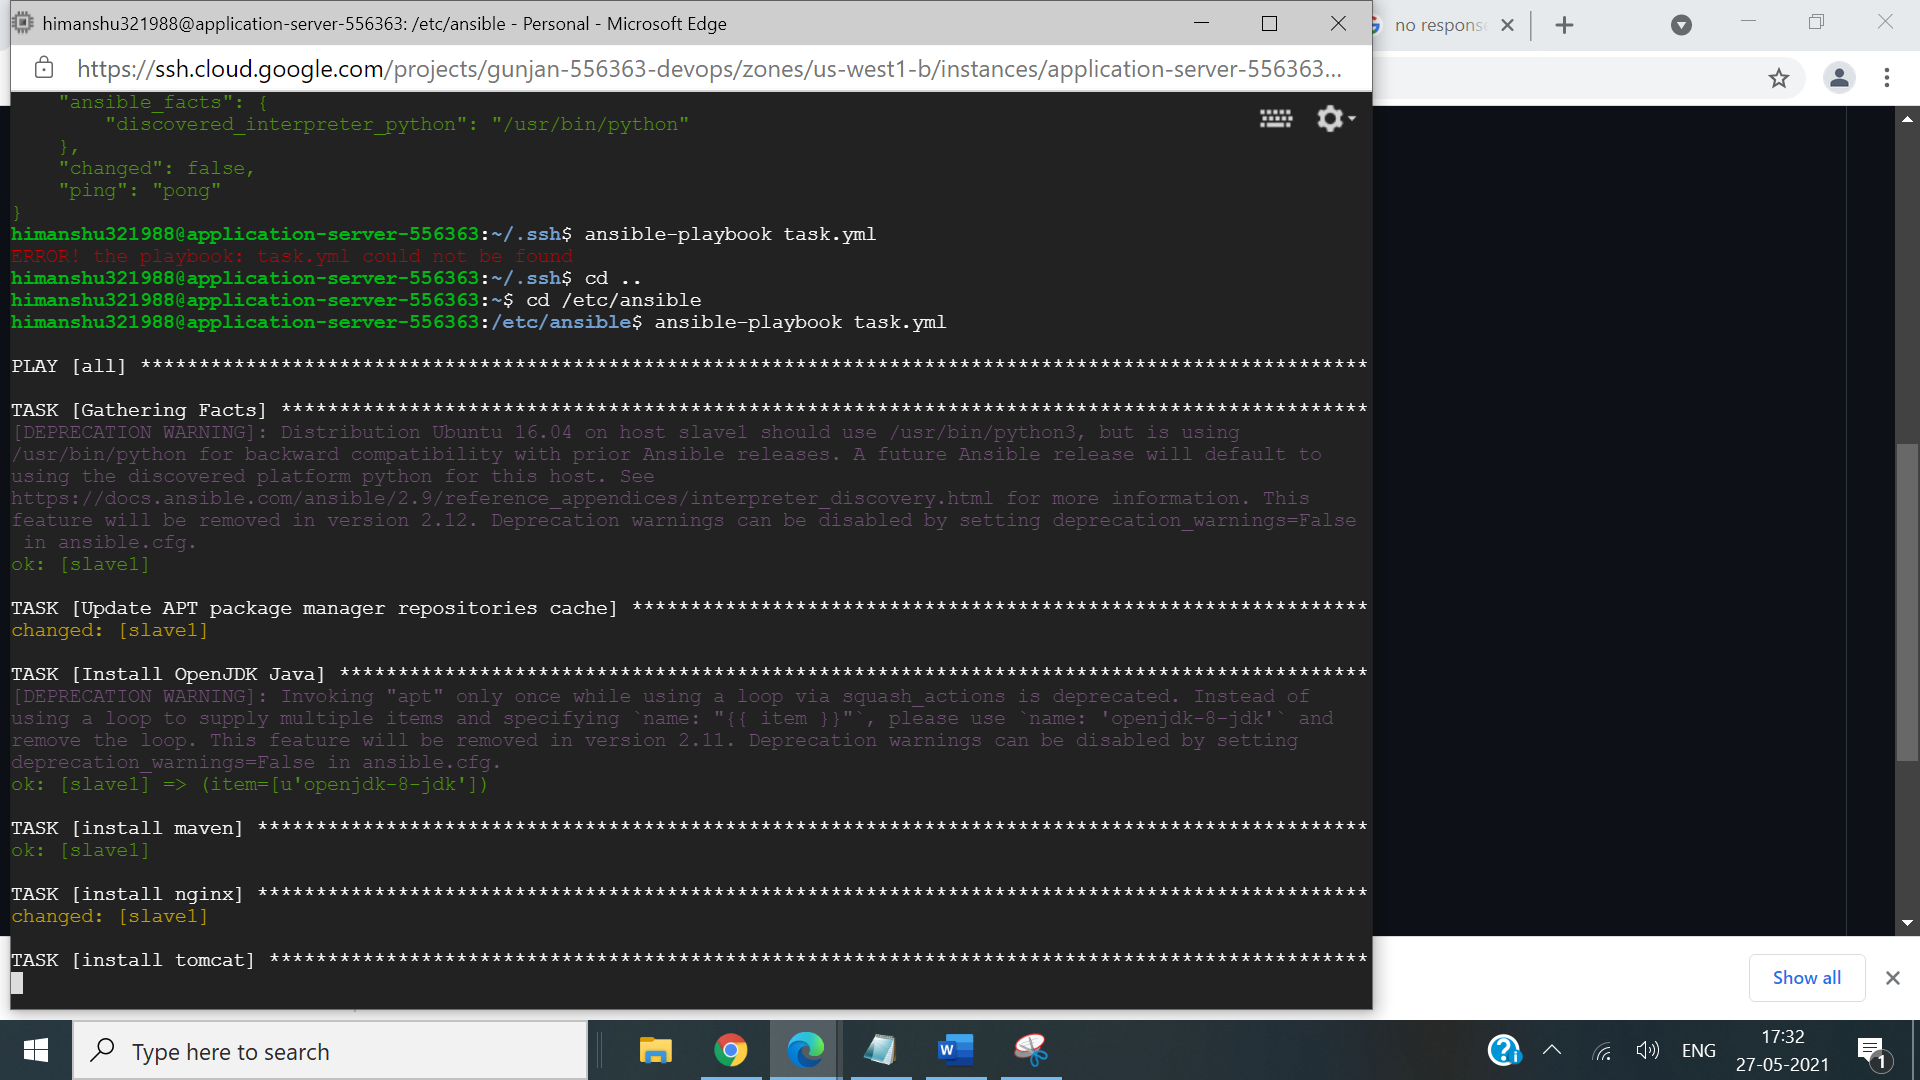 himanshu321988@application-server-556363: /etc/ansible - Personal - Microsoft Edge
https://ssh.cloud.google.com/projects/gunjan-556363-devops/zones/us-west1-b/instances/application-server-556363...
no respons
"ansible_facts": {
"discovered_interpreter_python": "/usr/bin/python"
},
"changed": false,
"ping": "pong"
}
himanshu321988@application-server-556363:~/.ssh$ ansible-playbook task.yml
ERROR! the playbook: task.yml could not be found
himanshu321988@application-server-556363:~/.ssh$ cd ..
himanshu321988@application-server-556363:~$ cd /etc/ansible
himanshu321988@application-server-556363:/etc/ansible$ ansible-playbook task.yml
PLAY [all] *********************************************************************************************************
TASK [Gathering Facts] *********************************************************************************************
[DEPRECATION WARNING]: Distribution Ubuntu 16.04 on host slave1 should use /usr/bin/python3, but is using
/usr/bin/python for backward compatibility with prior Ansible releases. A future Ansible release will default to
using the discovered platform python for this host. See
https://docs.ansible.com/ansible/2.9/reference_appendices/interpreter_discovery.html for more information. This
feature will be removed in version 2.12. Deprecation warnings can be disabled by setting deprecation_warnings=False
in ansible.cfg.
ok: [slave1]
TASK [Update APT package manager repositories cache] ***************************************************************
changed: [slave1]
TASK [Install OpenJDK Java] ****************************************************************************************
[DEPRECATION WARNING]: Invoking "apt" only once while using a loop via squash_actions is deprecated. Instead of
using a loop to supply multiple items and specifying `name: "{{ item }}"`, please use `name: 'openjdk-8-jdk'` and
remove the loop. This feature will be removed in version 2.11. Deprecation warnings can be disabled by setting
deprecation_warnings=False in ansible.cfg.
ok: [slave1] => (item=[u'openjdk-8-jdk'])
TASK [install maven] ***********************************************************************************************
ok: [slave1]
TASK [install nginx] ***********************************************************************************************
changed: [slave1]
TASK [install tomcat] **********************************************************************************************
Show all
Type here to search
ENG
17:32
27-05-2021
1